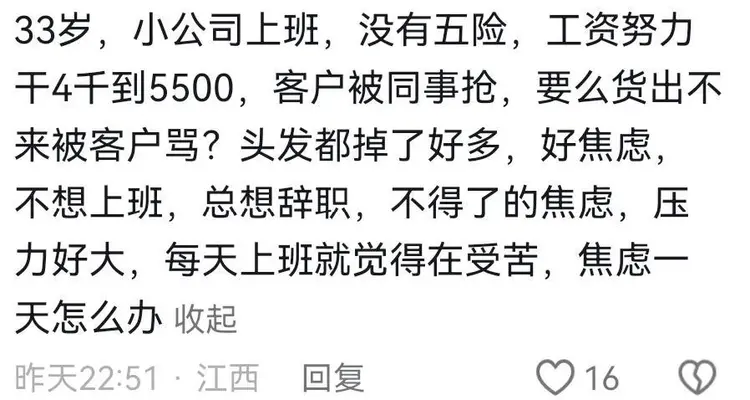 33岁，小公司上班，没有五险，工资努力
干4千到5500，客户被同事抢，要么货出不
来被客户骂？头发都掉了好多，好焦虑，
不想上班，总想辞职，不得了的焦虑，压
力好大，每天上班就觉得在受苦，焦虑一
天怎么办 收起
昨天22:51 · 江西 回复 16